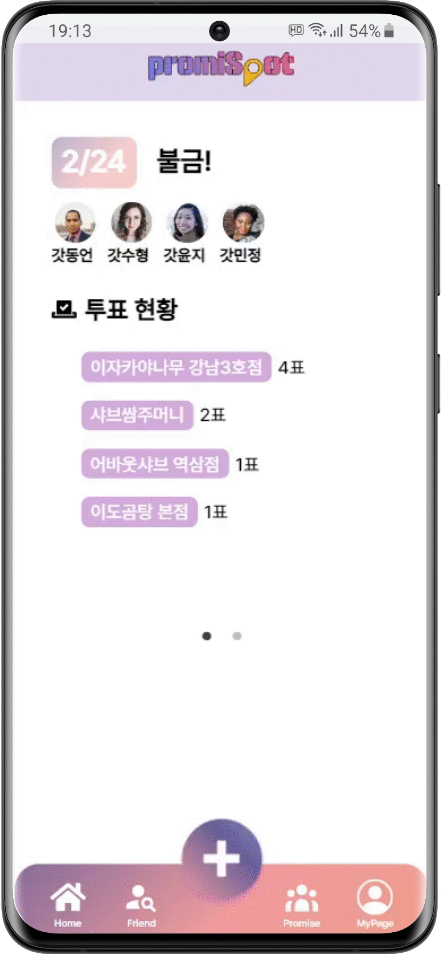 19:13 HD 54%
promiSpot
2/24 불금!
갓동언 갓수형 갓윤지 갓민정
투표 현황
이자카야나무 강남3호점 4표
샤브쌈주머니 2표
어바웃샤브 역삼점 1표
이도곰탕 본점 1표
Home Friend Promise MyPage